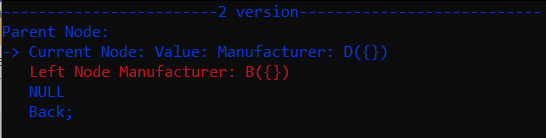 ------------------------2 version---------------------------
Parent Node:
-> Current Node: Value: Manufacturer: D({})
Left Node Manufacturer: B({})
NULL
Back;